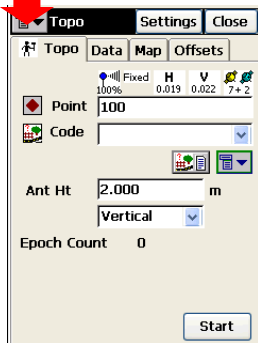 Topo Settings Close
Topo Data Map Offsets
Fixed H V
100% 0.019 0.022 7+2
Point 100
Code
Ant Ht 2.000 m
Vertical
Epoch Count 0
Start